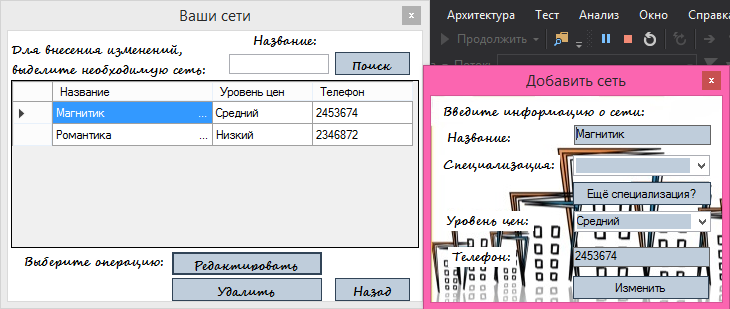 Ваши сети
x
Название:
Для внесения изменений,
выделите необходимую сеть:
Поиск
Название Уровень цен Телефон
Магнитик ... Средний 2453674
Романтика ... Низкий 2346872
Выберите операцию:
Редактировать
Удалить
Назад
Архитектура Тест Анализ Окно Справка
Продолжить
Поток:
Добавить сеть
x
Введите информацию о сети:
Название: Магнитик
Специализация:
Ещё специализация?
Уровень цен: Средний
Телефон: 2453674
Изменить